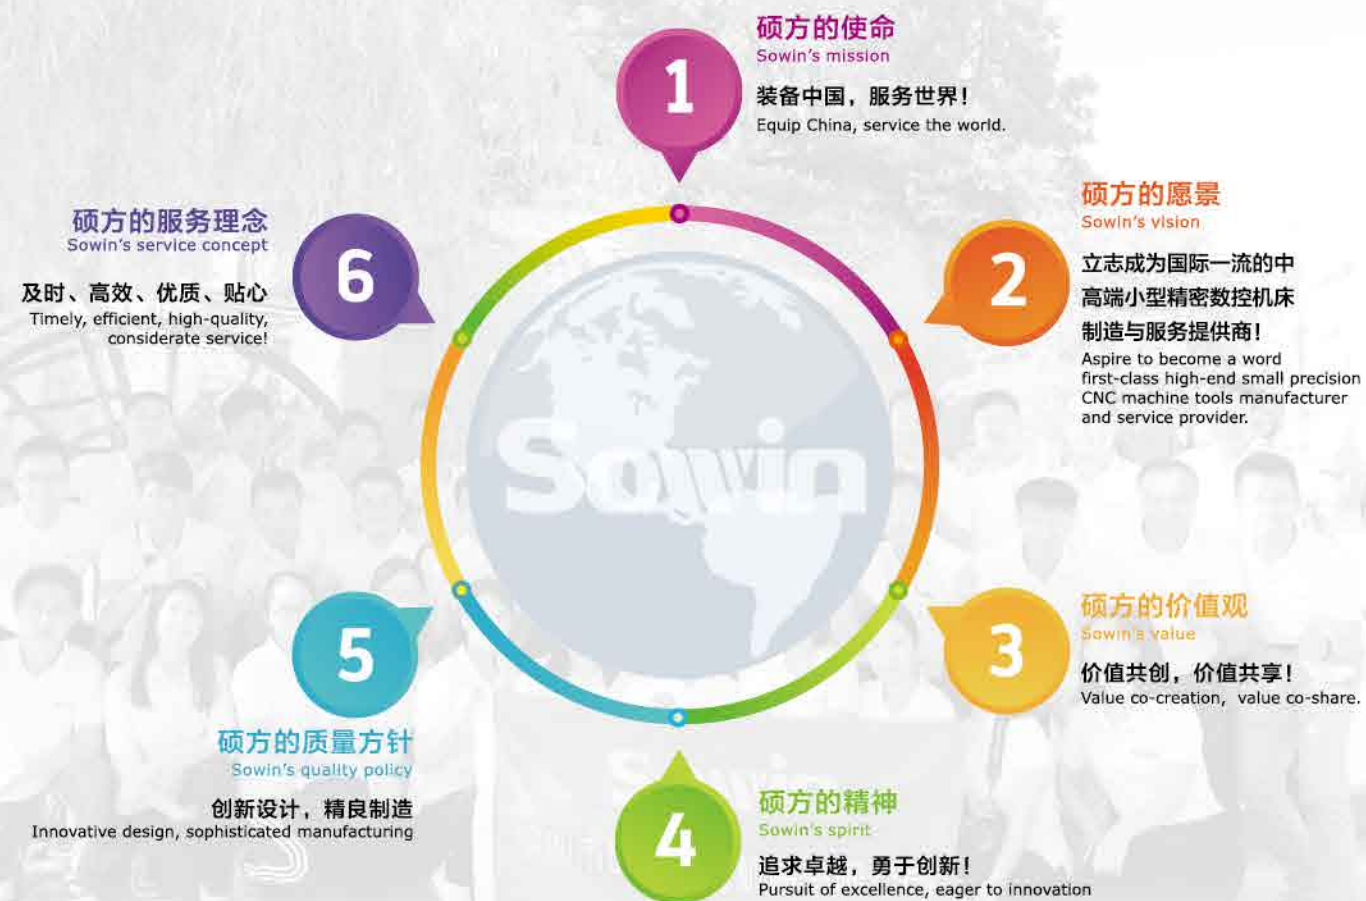 1
硕方的使命
Sowin's mission
装备中国，服务世界！
Equip China, service the world.
2
硕方的愿景
Sowin's vision
立志成为国际一流的中
高端小型精密数控机床
制造与服务提供商！
Aspire to become a word
first-class high-end small precision
CNC machine tools manufacturer
and service provider.
3
硕方的价值观
Sowin's value
价值共创，价值共享！
Value co-creation, value co-share.
4
硕方的精神
Sowin's spirit
追求卓越，勇于创新！
Pursuit of excellence, eager to innovation
5
硕方的质量方针
Sowin's quality policy
创新设计，精良制造
Innovative design, sophisticated manufacturing
6
硕方的服务理念
Sowin's service concept
及时、高效、优质、贴心
Timely, efficient, high-quality,
considerate service!
Sowin
Sowin